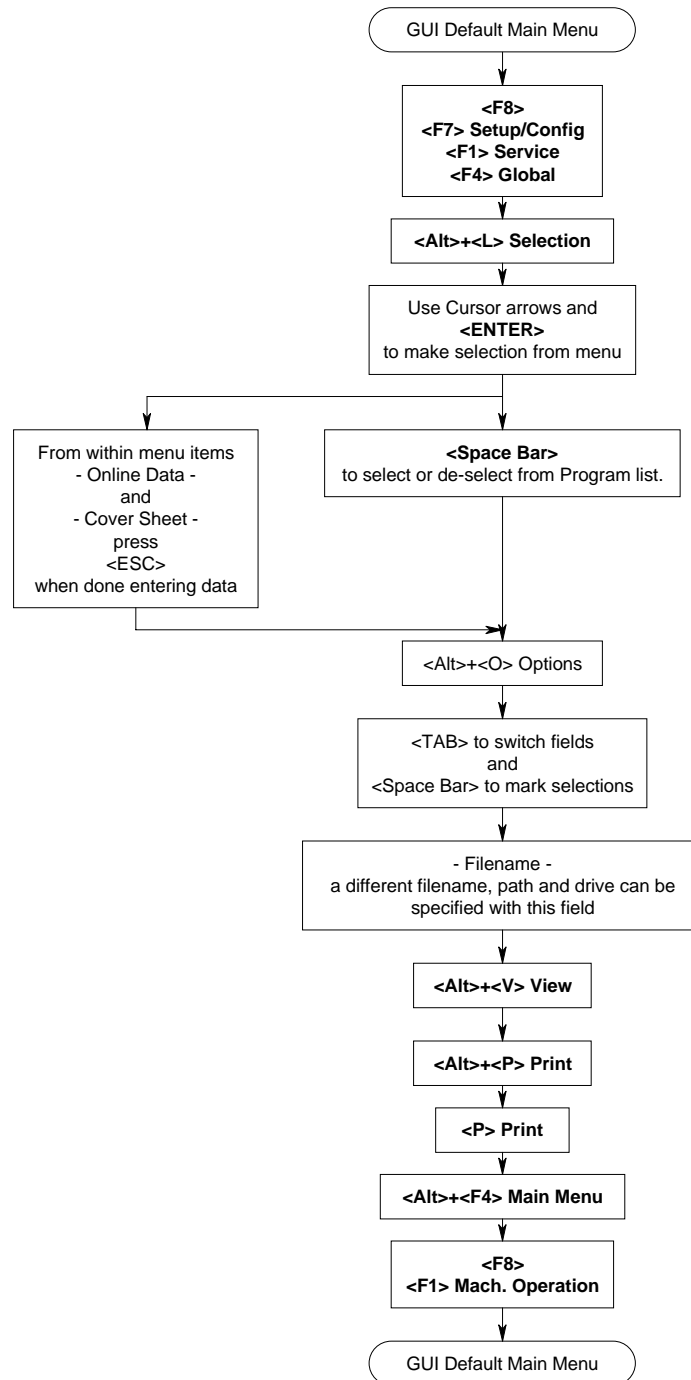 GUI Default Main Menu
<F8>
<F7> Setup/Config
<F1> Service
<F4> Global
<Alt>+<L> Selection
Use Cursor arrows and
<ENTER>
to make selection from menu
From within menu items
- Online Data -
and
- Cover Sheet -
press
<ESC>
when done entering data
<Space Bar>
to select or de-select from Program list.
<Alt>+<O> Options
<TAB> to switch fields
and
<Space Bar> to mark selections
- Filename -
a different filename, path and drive can be
specified with this field
<Alt>+<V> View
<Alt>+<P> Print
<P> Print
<Alt>+<F4> Main Menu
<F8>
<F1> Mach. Operation
GUI Default Main Menu